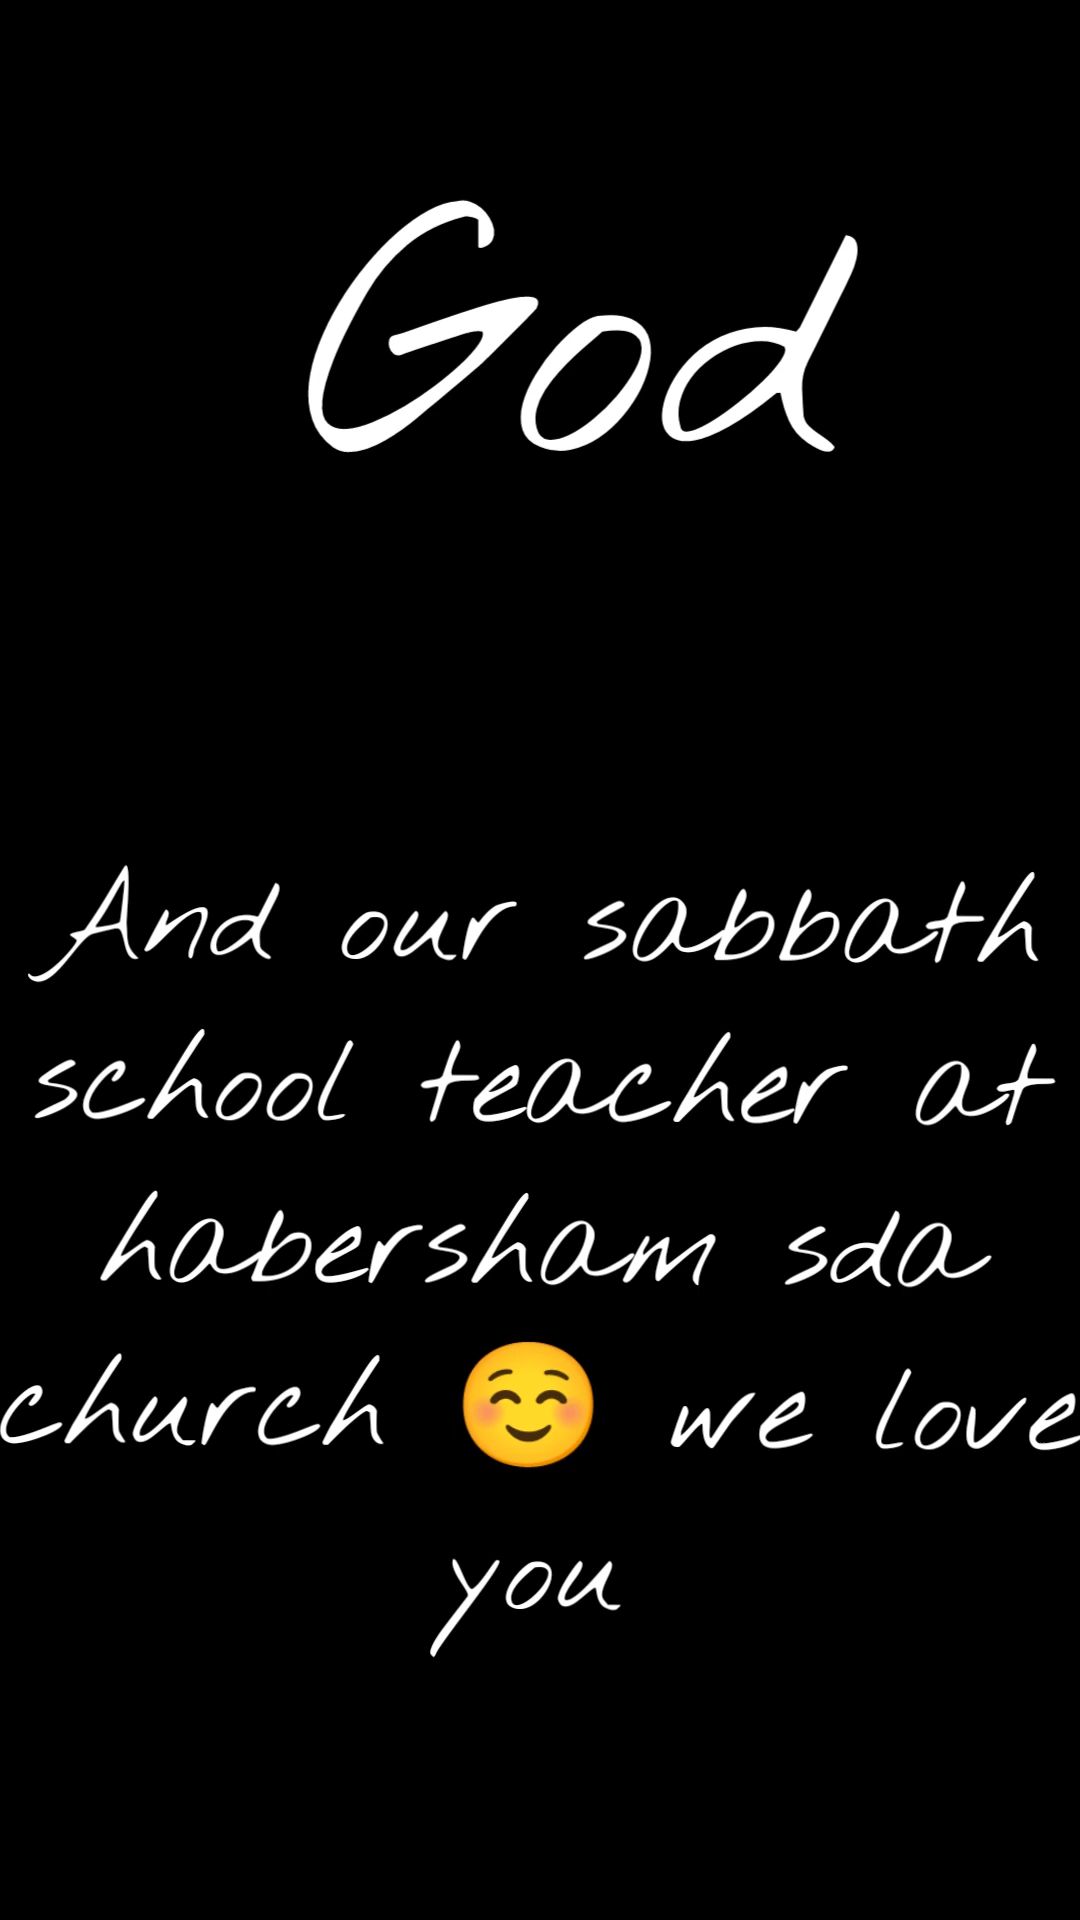 God
And our sabbath
school teacher at
habersham sda
church ☺️ we love
you